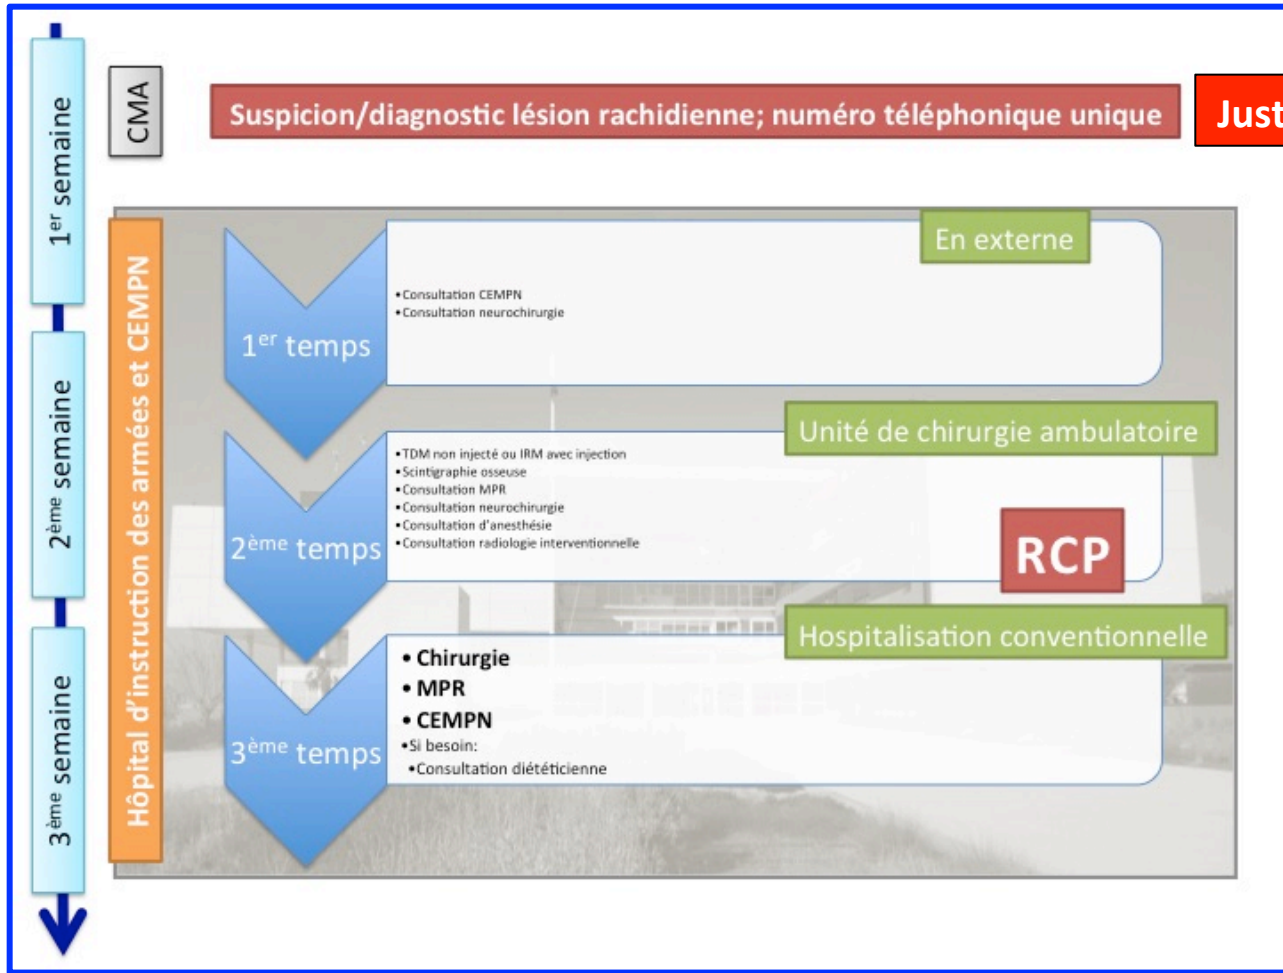 1er semaine
2ème semaine
3ème semaine
CMA
Suspicion/diagnostic lésion rachidienne; numéro téléphonique unique
Just
Hôpital d'instruction des armées et CEMPN
1er temps
En externe
•Consultation CEMPN
•Consultation neurochirurgie
2ème temps
Unité de chirurgie ambulatoire
•TDM non injecté ou IRM avec injection
•Scintigraphie osseuse
•Consultation MPR
•Consultation neurochirurgie
•Consultation d'anesthésie
•Consultation radiologie interventionnelle
RCP
3ème temps
Hospitalisation conventionnelle
• Chirurgie
• MPR
• CEMPN
•Si besoin:
•Consultation diététicienne